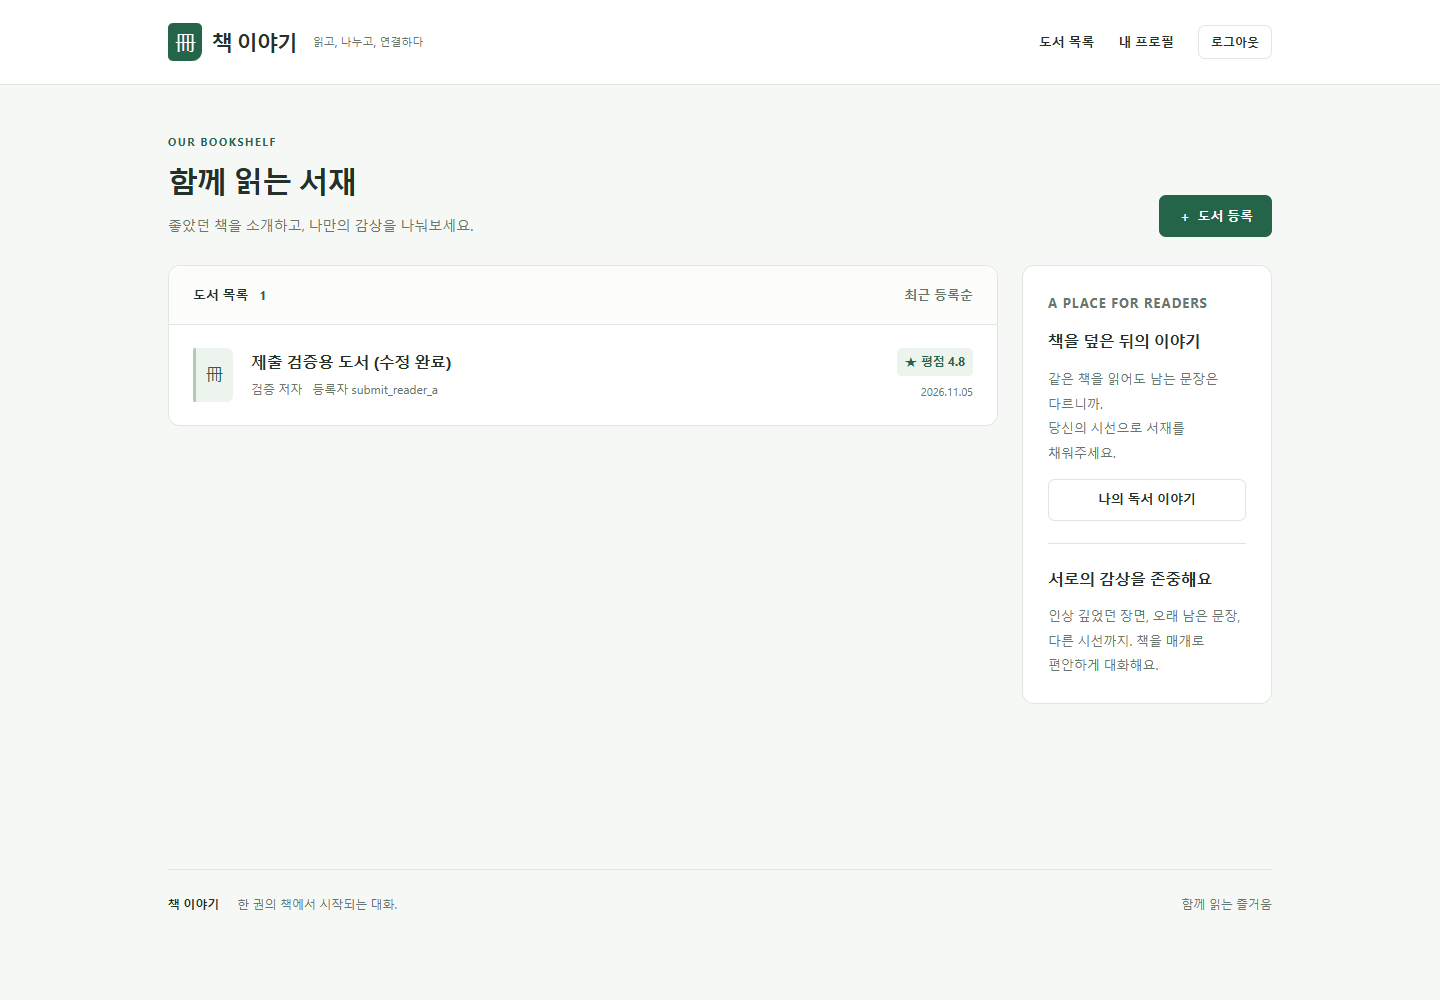 冊 책 이야기 읽고, 나누고, 연결하다
도서 목록 내 프로필 로그아웃
OUR BOOKSHELF
함께 읽는 서재
좋았던 책을 소개하고, 나만의 감상을 나눠보세요.
+ 도서 등록
도서 목록 1 최근 등록순
冊 제출 검증용 도서 (수정 완료)
검증 저자 등록자 submit_reader_a
★ 평점 4.8
2026.11.05
A PLACE FOR READERS
책을 덮은 뒤의 이야기
같은 책을 읽어도 남는 문장은
다르니까.
당신의 시선으로 서재를
채워주세요.
나의 독서 이야기
서로의 감상을 존중해요
인상 깊었던 장면, 오래 남은 문장,
다른 시선까지. 책을 매개로
편안하게 대화해요.
책 이야기 한 권의 책에서 시작되는 대화.
함께 읽는 즐거움